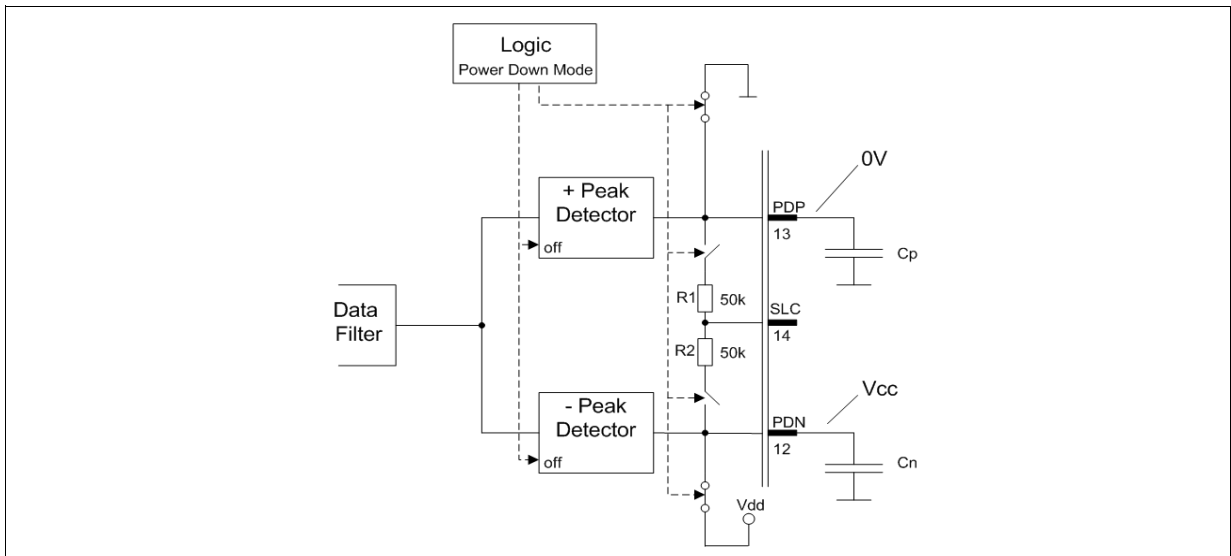 Logic
Power Down Mode
+ Peak
Detector
off
0V
PDP
13
Cp
R1
50k
SLC
14
Data
Filter
R2
50k
- Peak
Detector
off
Vcc
PDN
12
Cn
Vdd